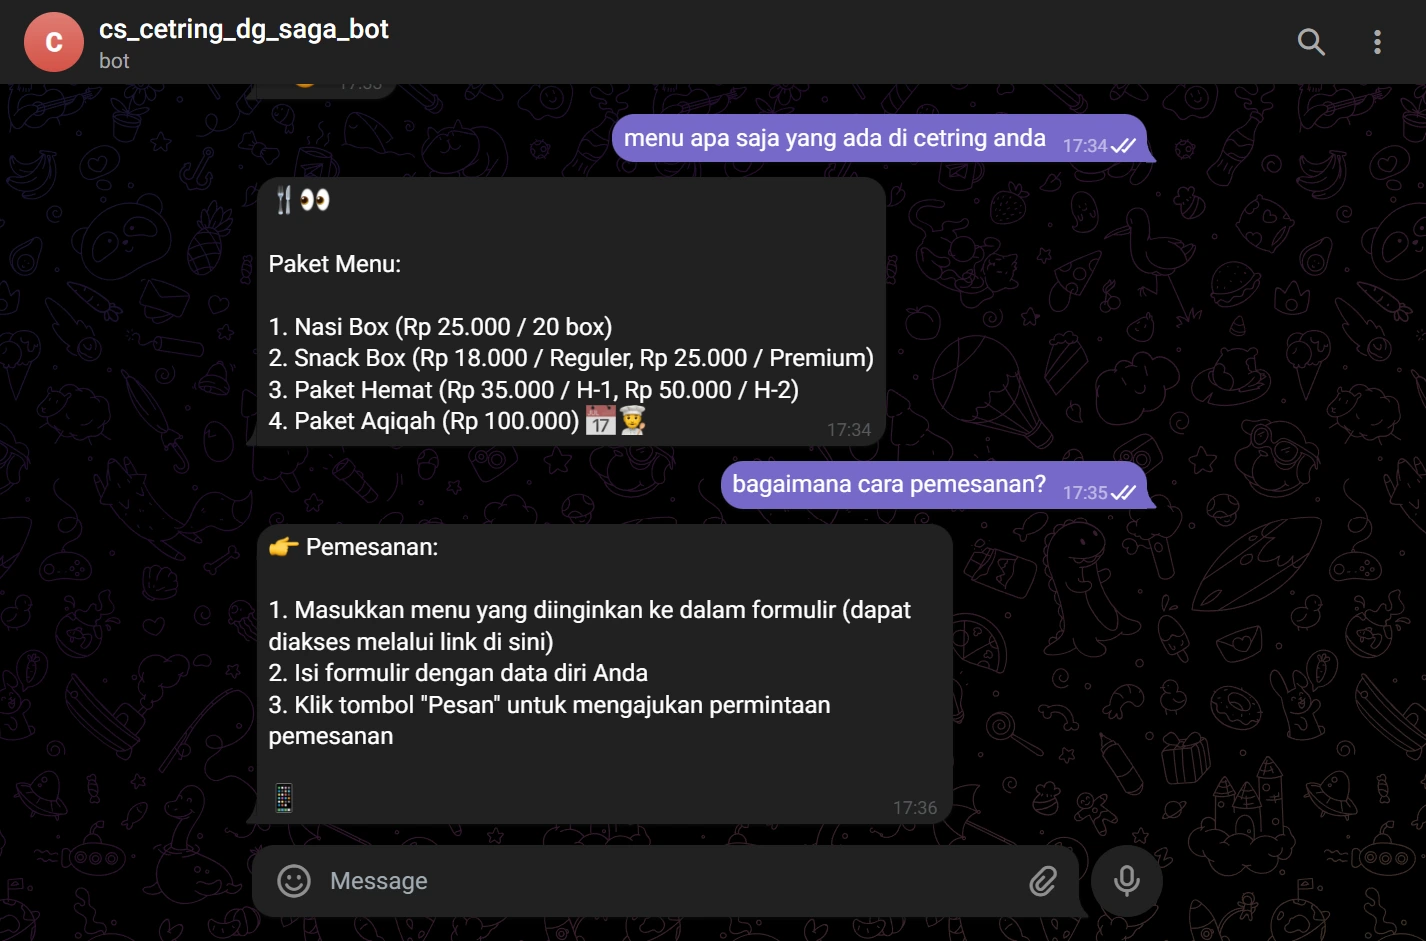 C
cs_cetring_dg_saga_bot
bot
menu apa saja yang ada di cetring anda 17:34
Paket Menu:
1. Nasi Box (Rp 25.000 / 20 box)
2. Snack Box (Rp 18.000 / Reguler, Rp 25.000 / Premium)
3. Paket Hemat (Rp 35.000 / H-1, Rp 50.000 / H-2)
4. Paket Aqiqah (Rp 100.000) 📅👨‍🍳 17:34
bagaimana cara pemesanan? 17:35
👉 Pemesanan:
1. Masukkan menu yang diinginkan ke dalam formulir (dapat
diakses melalui link di sini)
2. Isi formulir dengan data diri Anda
3. Klik tombol "Pesan" untuk mengajukan permintaan
pemesanan
17:36
Message